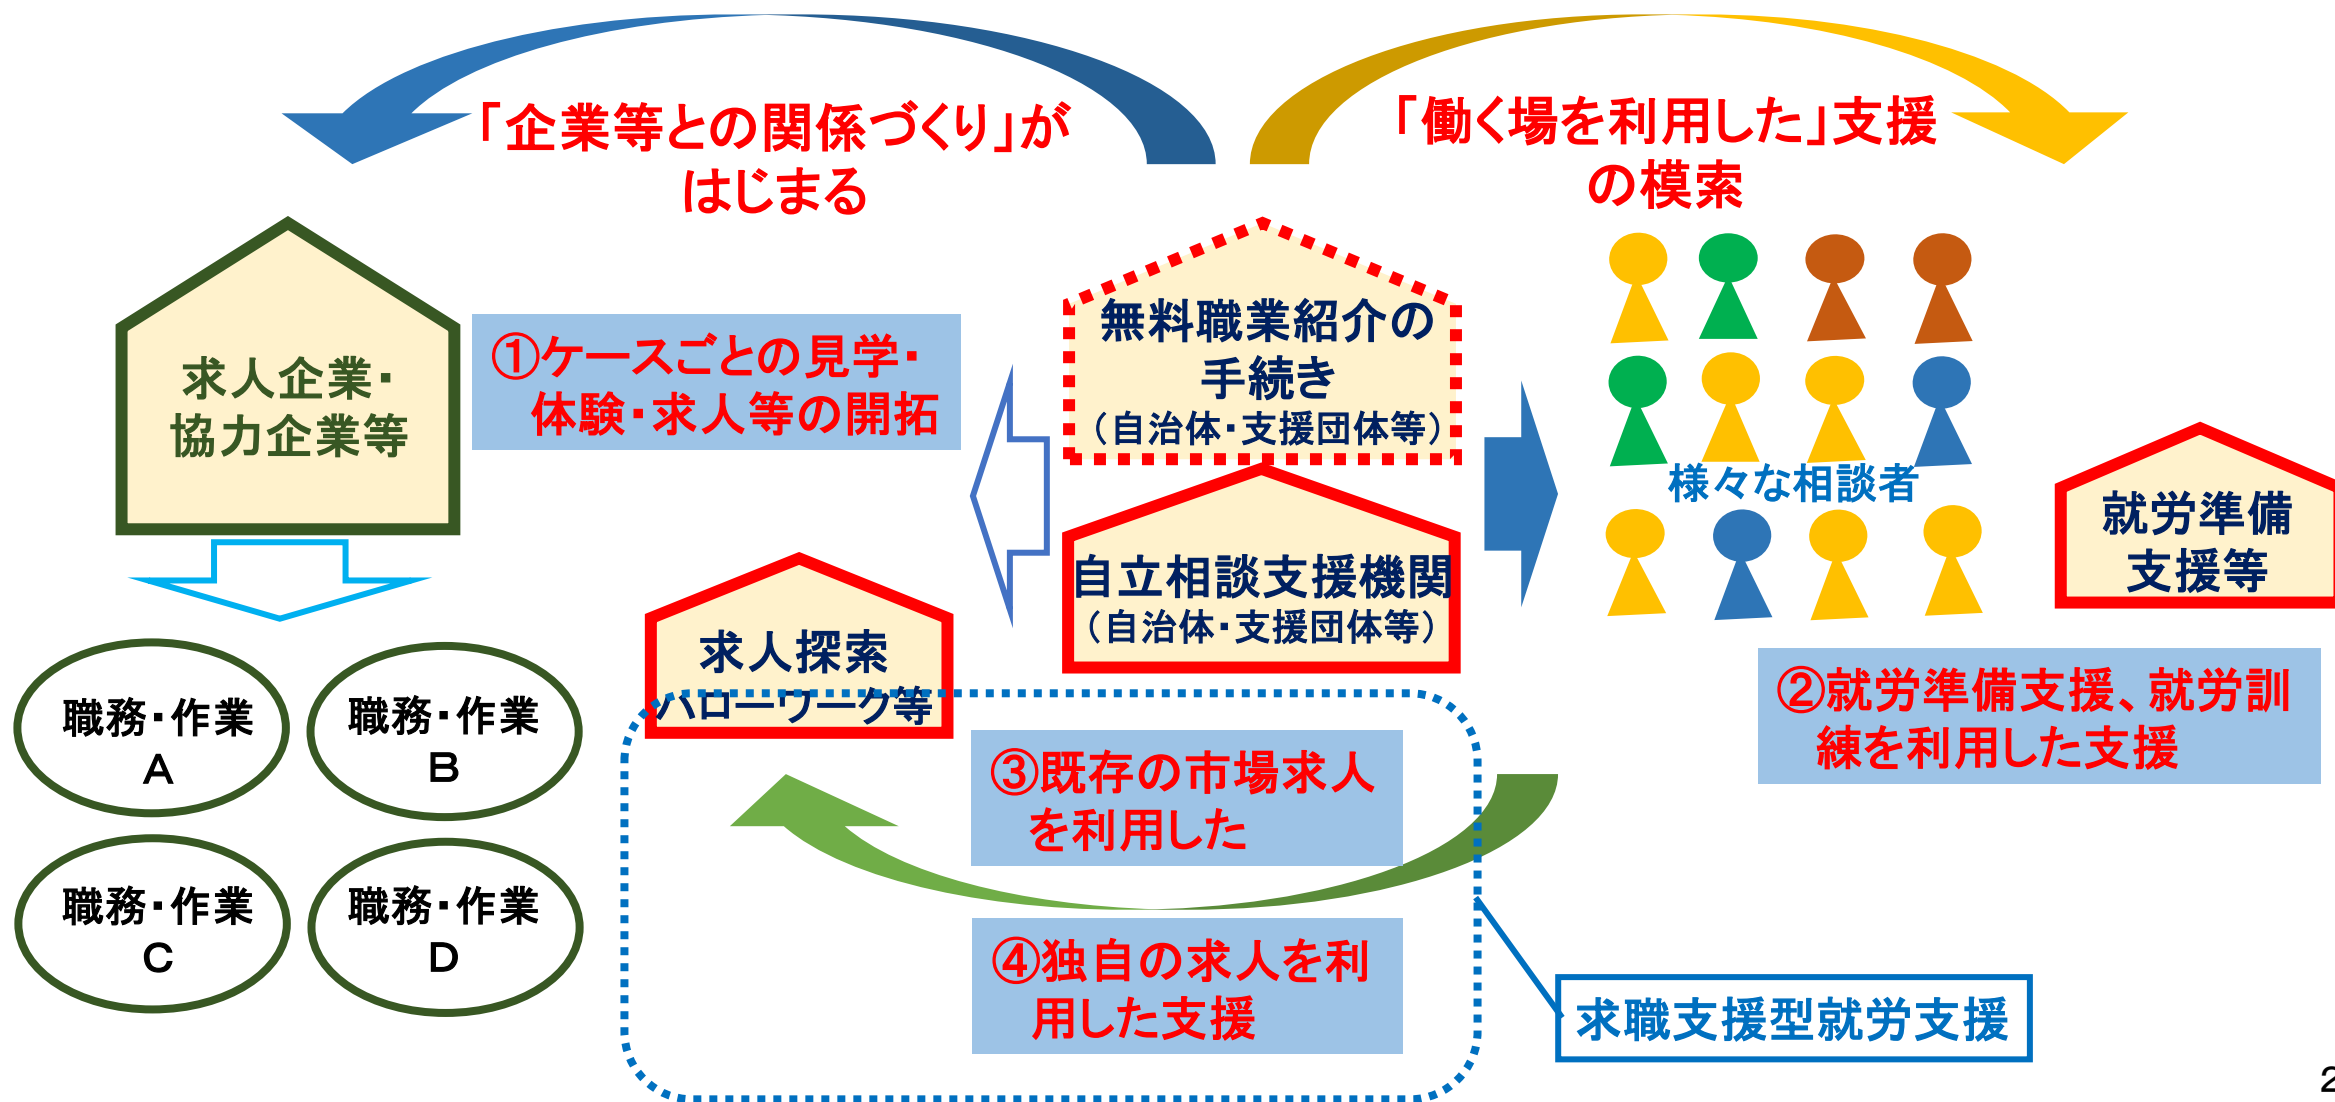 「企業等との関係づくり」が
はじまる
「働く場を利用した」支援
の模索
求人企業・
協力企業等
①ケースごとの見学・
体験・求人等の開拓
無料職業紹介の
手続き
（自治体・支援団体等）
自立相談支援機関
（自治体・支援団体等）
様々な相談者
就労準備
支援等
求人探索
ハローワーク等
②就労準備支援、就労訓
練を利用した支援
職務・作業
A
職務・作業
B
職務・作業
C
職務・作業
D
③既存の市場求人
を利用した
④独自の求人を利
用した支援
求職支援型就労支援
2